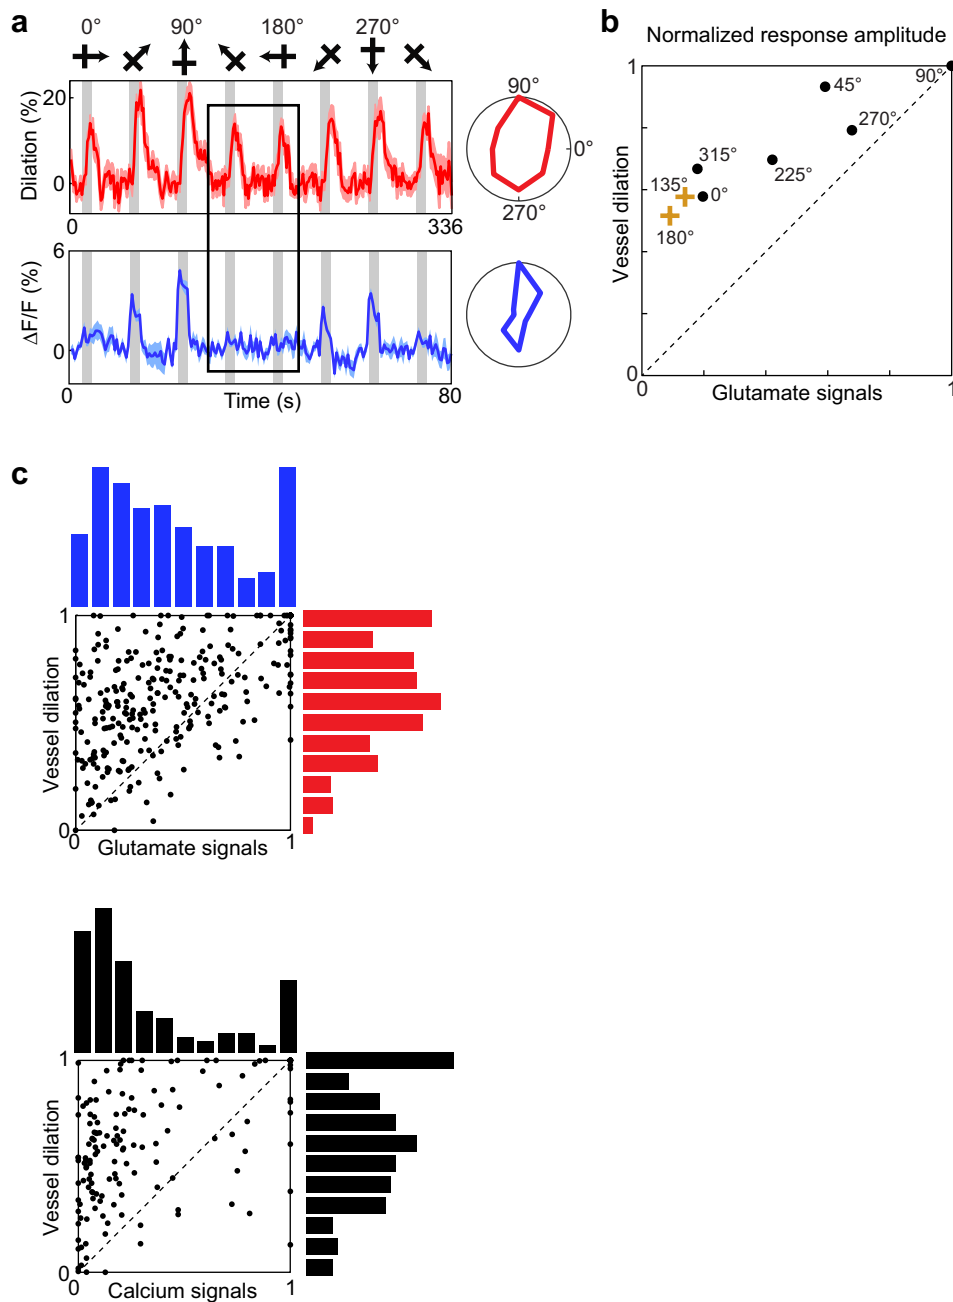 a
0° 90° 180° 270°
20
0
Dilation (%)
0 336
90°
0°
270°
6
0
ΔF/F (%)
0 Time (s) 80
b
Normalized response amplitude
1
90°
45°
270°
315°
225°
135°
0°
180°
Vessel dilation
0
0 Glutamate signals 1
c
1
Vessel dilation
0
0 Glutamate signals 1
1
Vessel dilation
0
0 Calcium signals 1